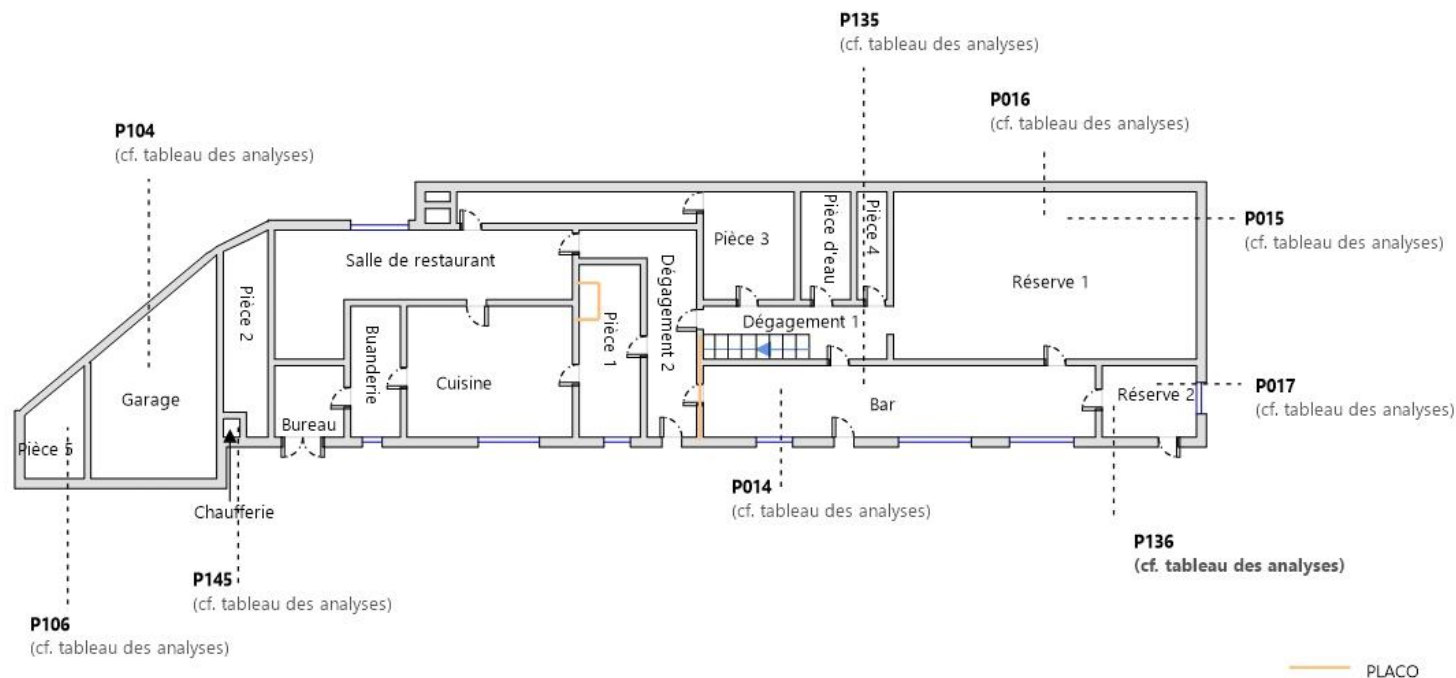 P135
(cf. tableau des analyses)
P016
(cf. tableau des analyses)
P104
(cf. tableau des analyses)
P015
(cf. tableau des analyses)
Pièce 3
Pièce d'eau
Pièce 4
Réserve 1
Salle de restaurant
Dégagement 2
Dégagement 1
Pièce 2
Pièce 1
Buanderie
Cuisine
Garage
Bar
Réserve 2
P017
(cf. tableau des analyses)
Bureau
Pièce 5
Chaufferie
P014
(cf. tableau des analyses)
P136
(cf. tableau des analyses)
P145
(cf. tableau des analyses)
P106
(cf. tableau des analyses)
PLACO